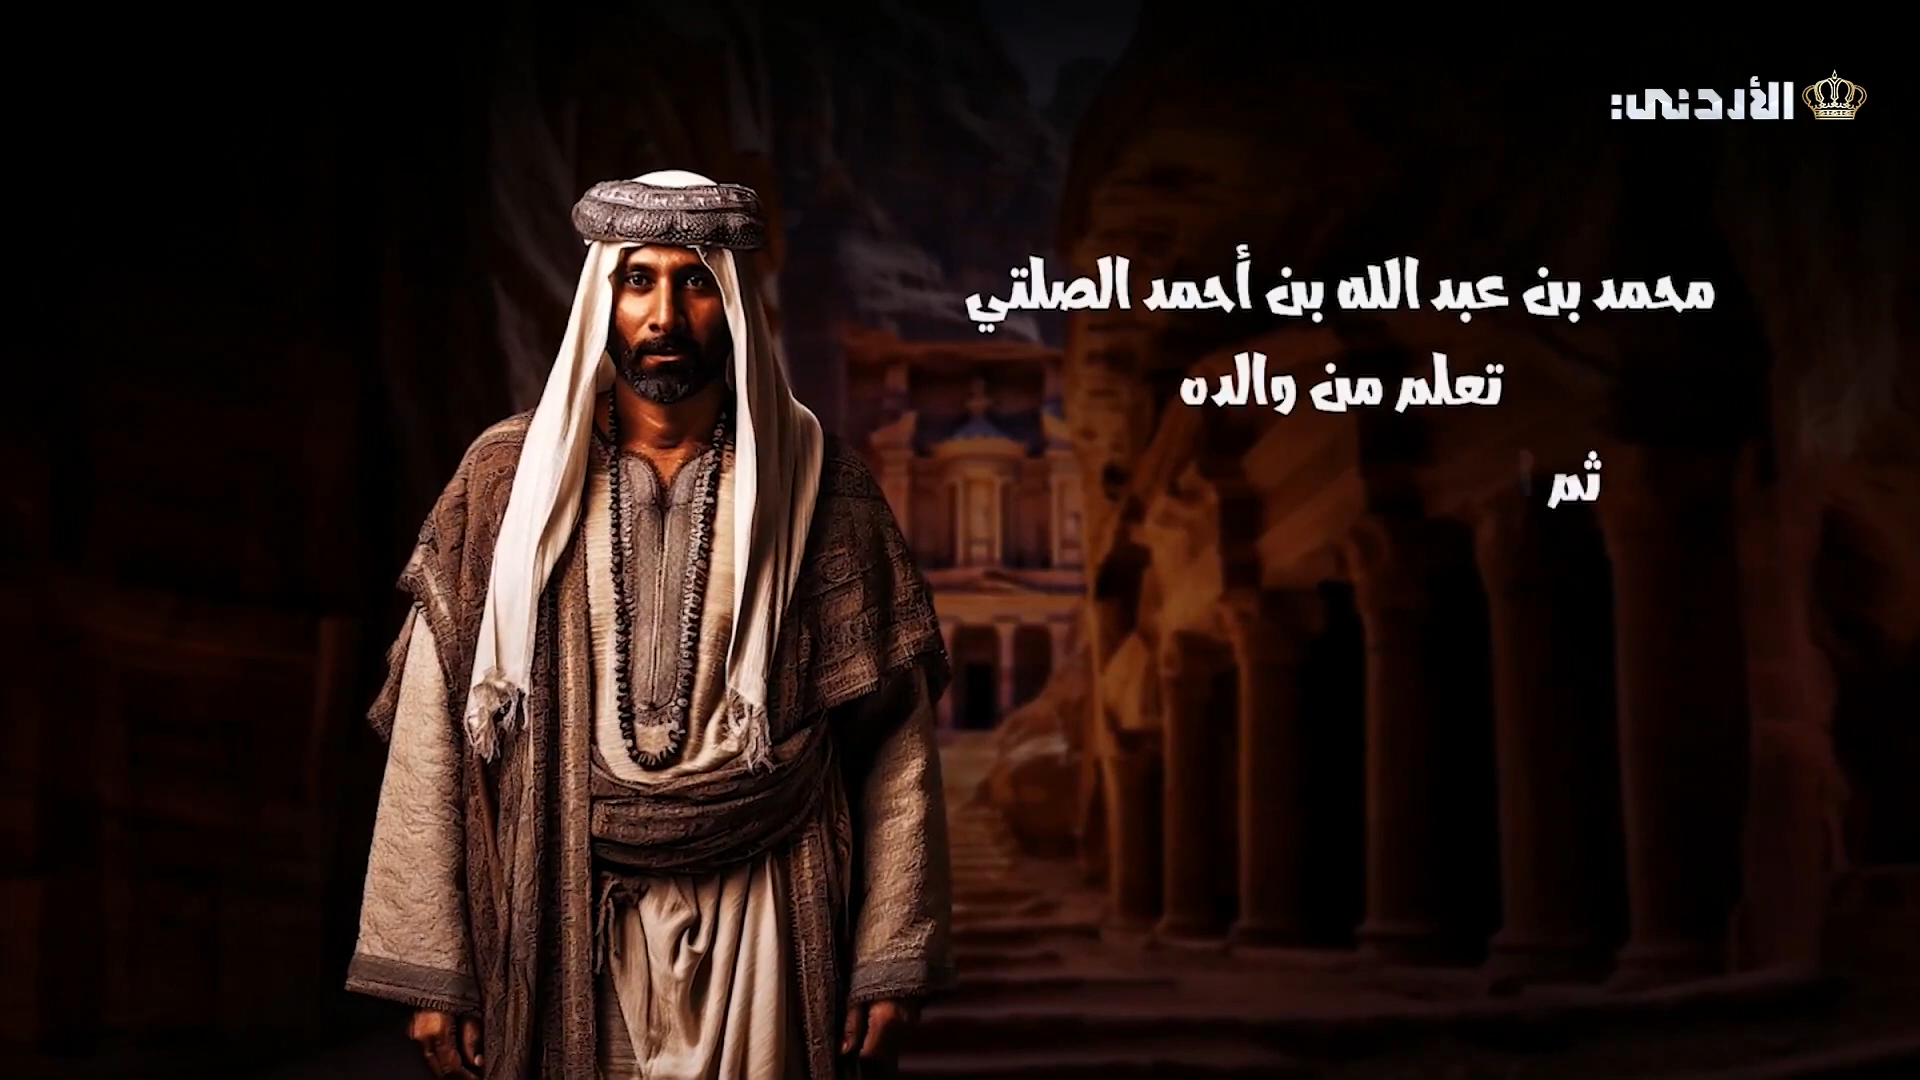 الأردني:
محمد بن عبد الله بن أحمد الصلتي
تعلم من والده
ثم